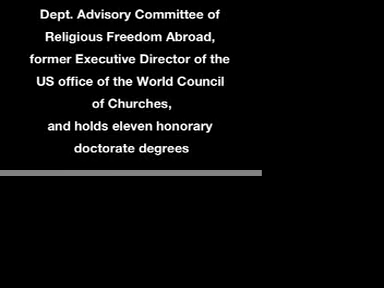 Dept. Advisory Committee of
Religious Freedom Abroad,
former Executive Director of the
US office of the World Council
of Churches,
and holds eleven honorary
doctorate degrees